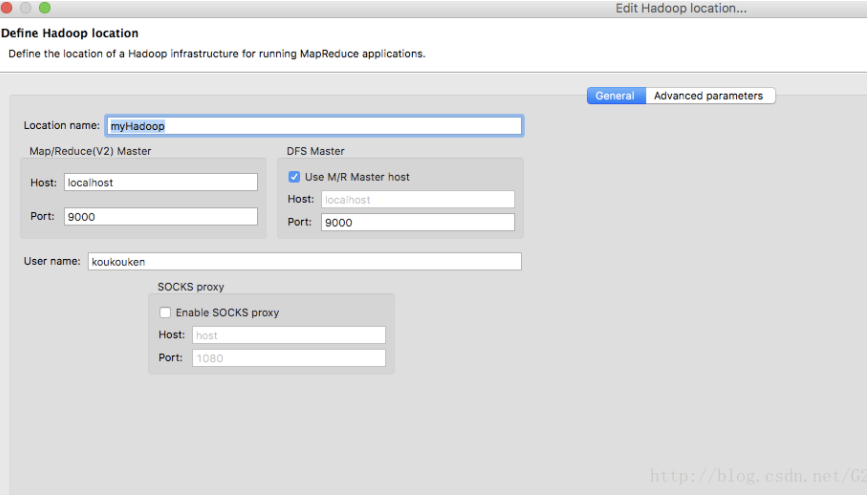 Edit Hadoop location...
Define Hadoop location
Define the location of a Hadoop infrastructure for running MapReduce applications.
General Advanced parameters
Location name: myHadoop
Map/Reduce(V2) Master
Host: localhost
Port: 9000
DFS Master
Use M/R Master host
Host: localhost
Port: 9000
User name: koukouken
SOCKS proxy
Enable SOCKS proxy
Host: host
Port: 1080
http://blog.csdn.net/G